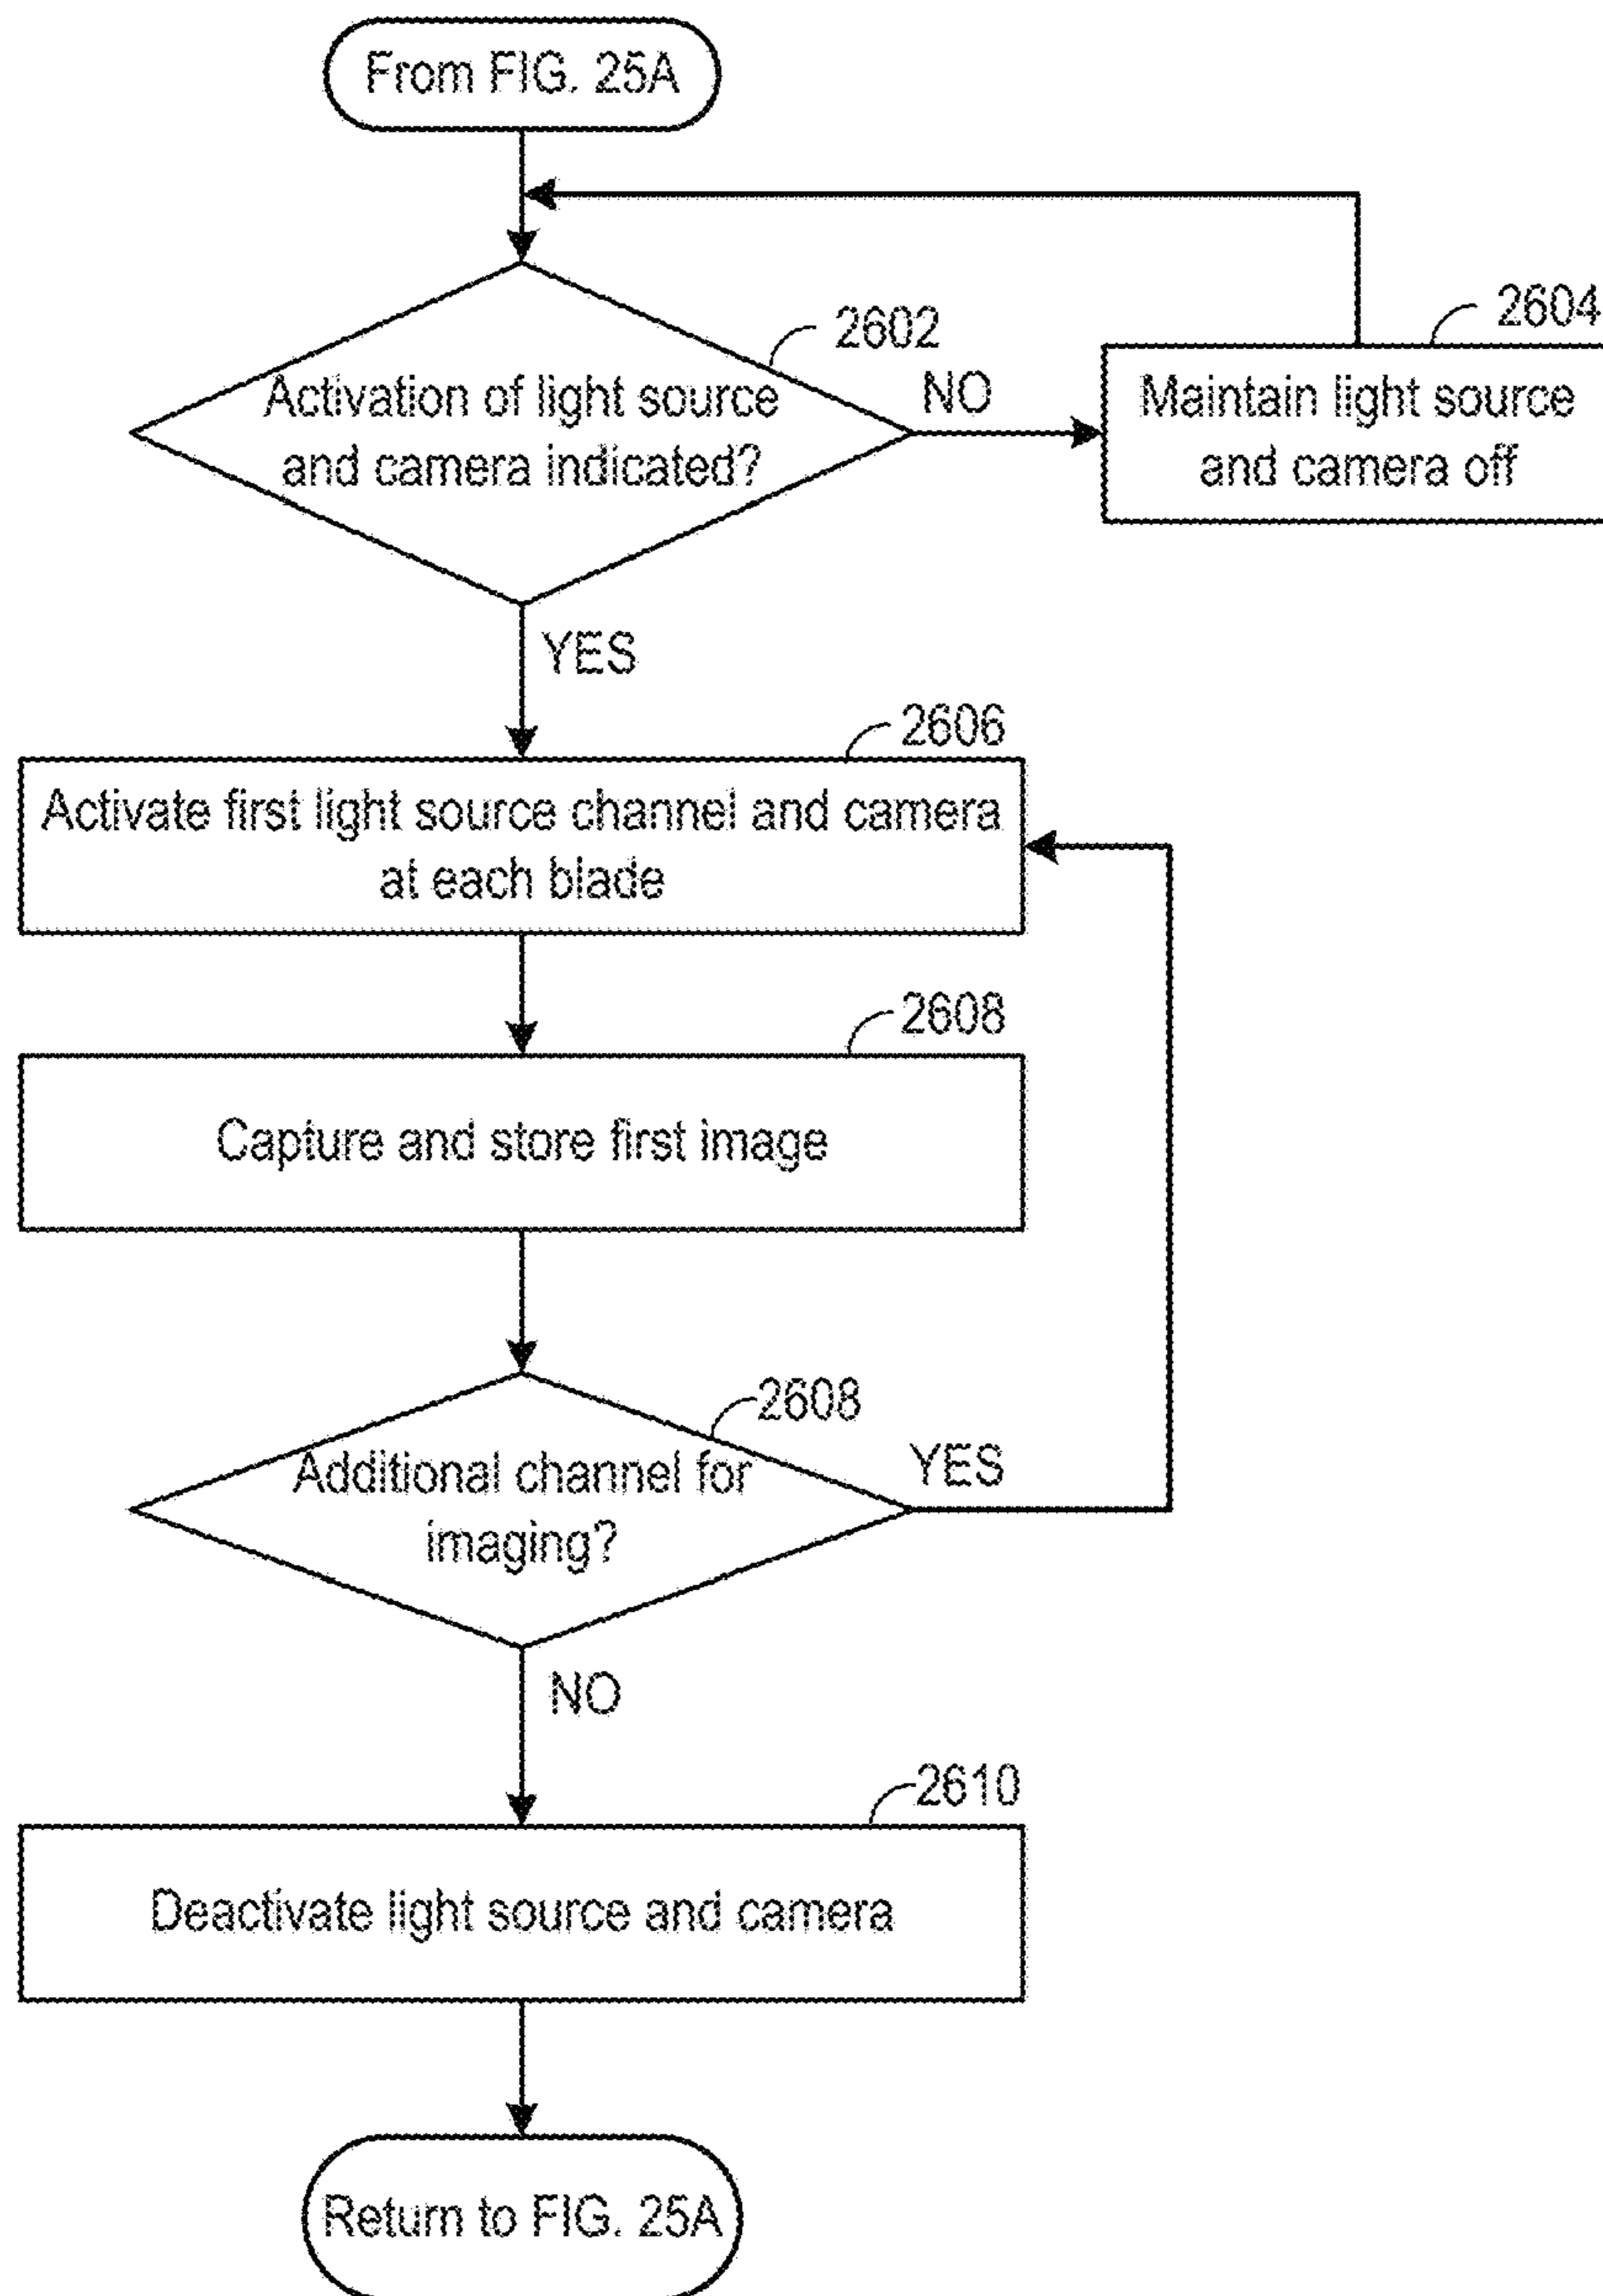 From FIG. 25A
2602
2604
Activation of light source
and camera indicated?
NO
Maintain light source
and camera off
YES
2606
Activate first light source channel and camera
at each blade
2608
Capture and store first image
2608
Additional channel for
imaging?
YES
NO
2610
Deactivate light source and camera
Return to FIG. 25A